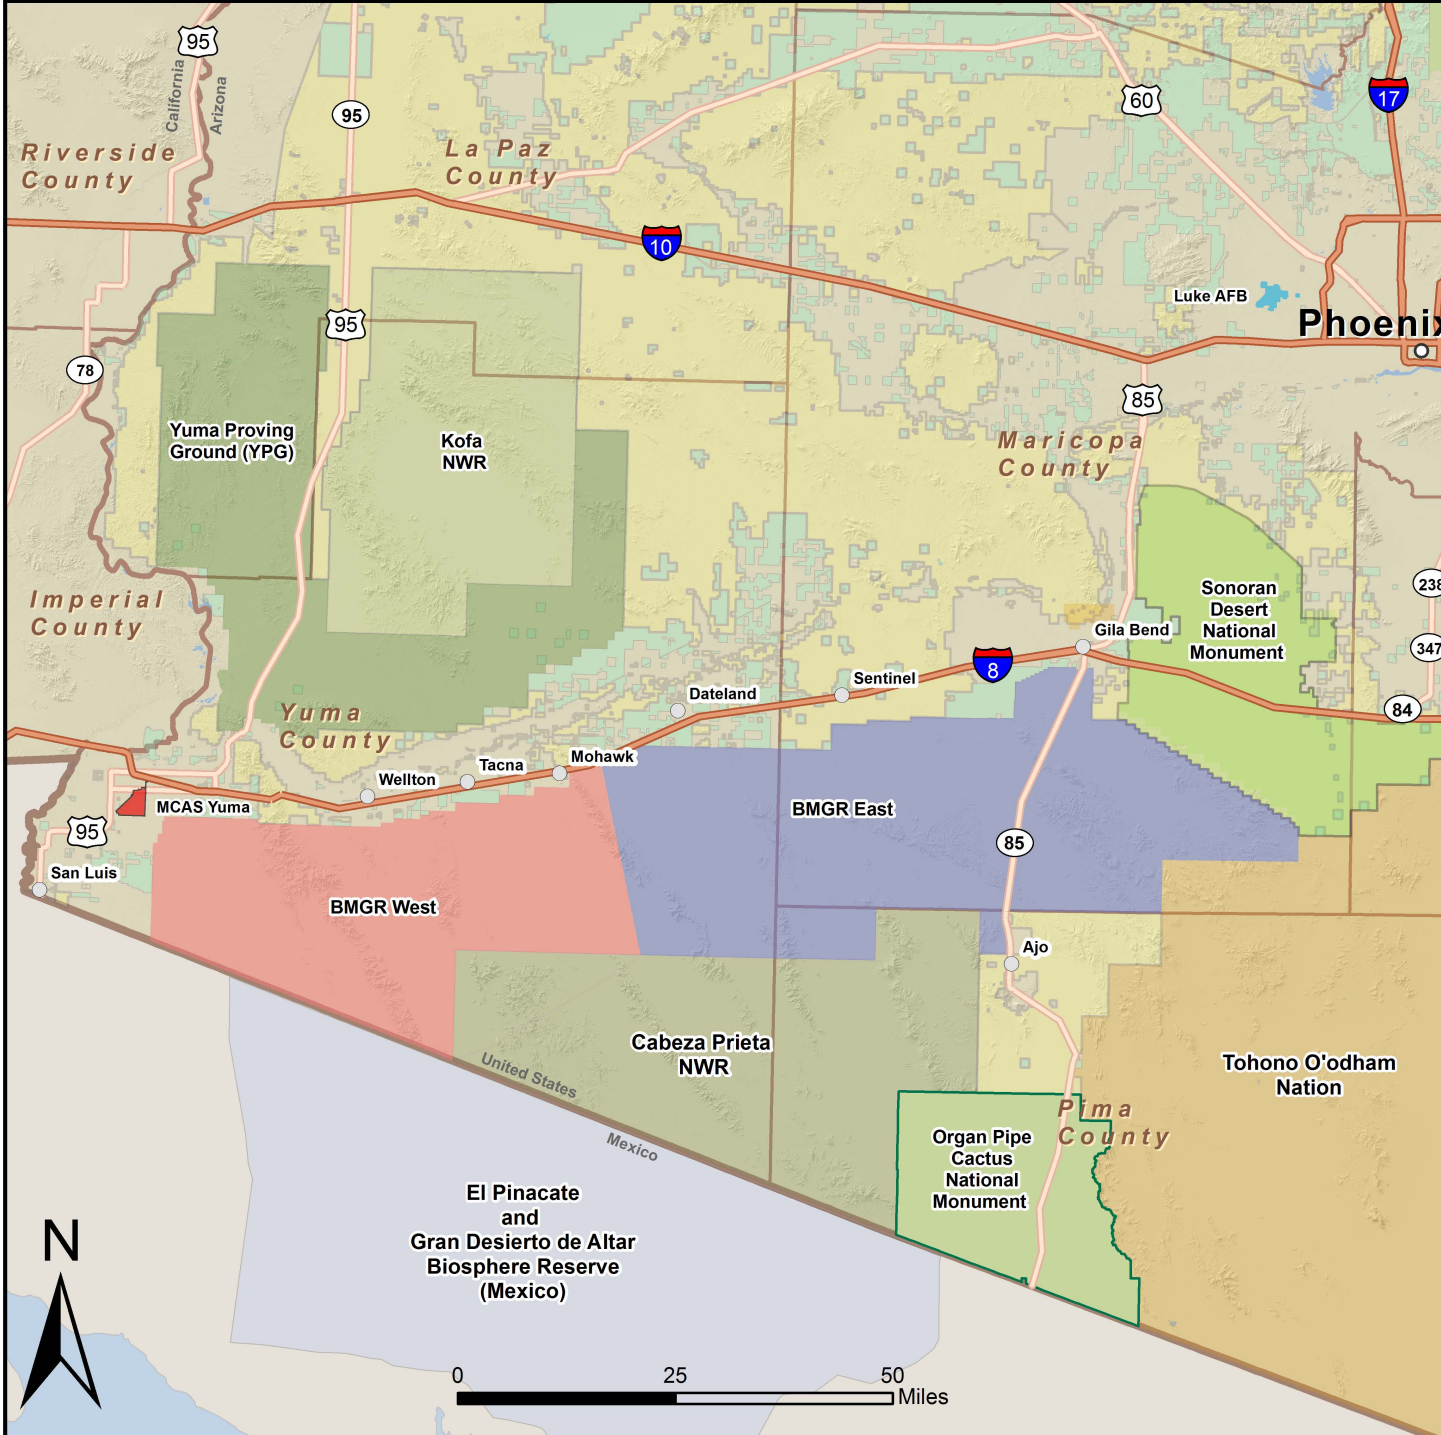 95
California
Arizona
95
60
17
Riverside
County
La Paz
County
10
Luke AFB
Phoenix
95
78
85
Yuma Proving
Ground (YPG)
Kofa
NWR
Maricopa
County
Imperial
County
Sonoran
Desert
National
Monument
238
347
Gila Bend
8
Sentinel
Dateland
84
Yuma
County
Mohawk
Tacna
Wellton
MCAS Yuma
95
BMGR East
85
San Luis
BMGR West
Ajo
Cabeza Prieta
NWR
United States
Mexico
Tohono O'odham
Nation
Pima
County
Organ Pipe
Cactus
National
Monument
El Pinacate
and
Gran Desierto de Altar
Biosphere Reserve
(Mexico)
N
0 25 50
Miles